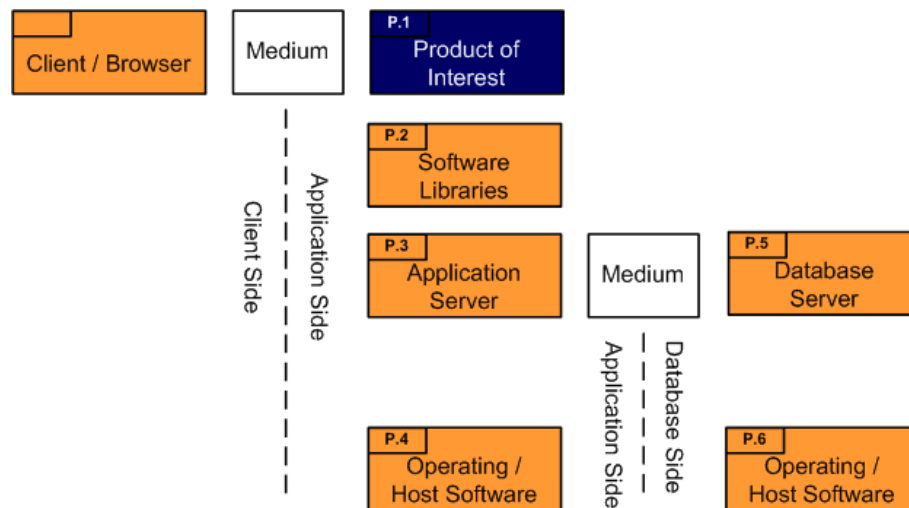 Client / Browser
Medium
P.1
Product of
Interest
P.2
Software
Libraries
Client Side
Application Side
P.3
Application
Server
Medium
P.5
Database
Server
Application Side
Database Side
P.4
Operating /
Host Software
P.6
Operating /
Host Software